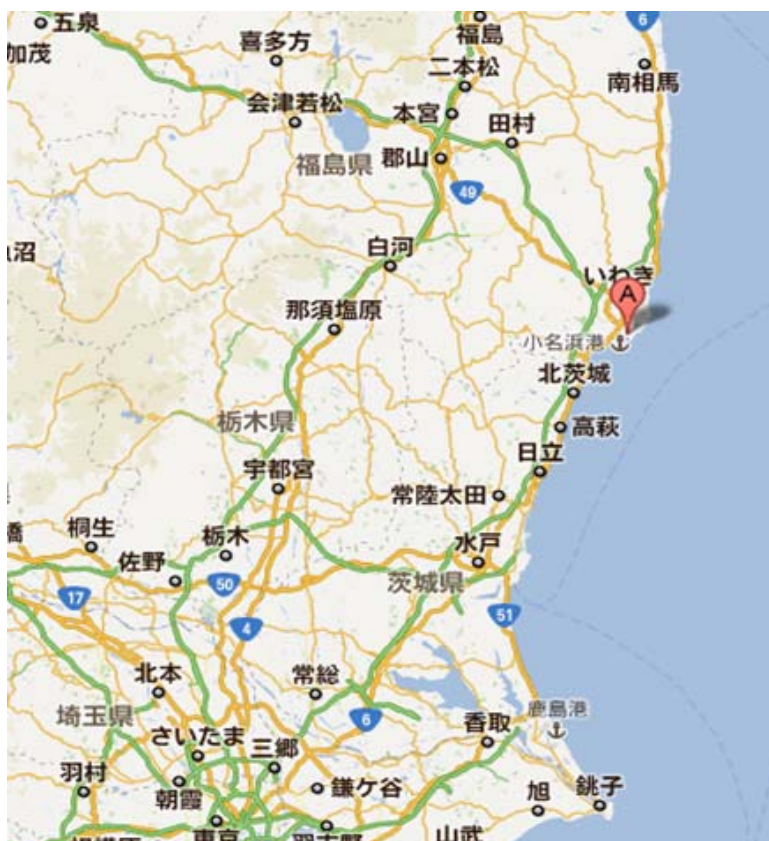 五泉
加茂
喜多方
福島
6
二本松
南相馬
会津若松
本宮
田村
福島県
郡山
49
白河
いわき
A
那須塩原
小名浜港
北茨城
栃木県
高萩
日立
宇都宮
常陸太田
桐生
栃木
水戸
佐野
50
茨城県
17
51
4
北本
常総
埼玉県
6
鹿島港
香取
さいたま
三郷
羽村
朝霞
鎌ケ谷
旭
銚子
東京
習志野
山武